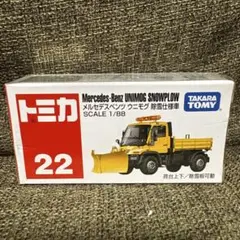 トミカ
Mercedes-Benz UNIMOG SNOWPLOW
メルセデスベンツ ウニモグ 除雪仕様車
SCALE 1/88
TAKARA
TOMY
22
荷台上下/除雪板可動